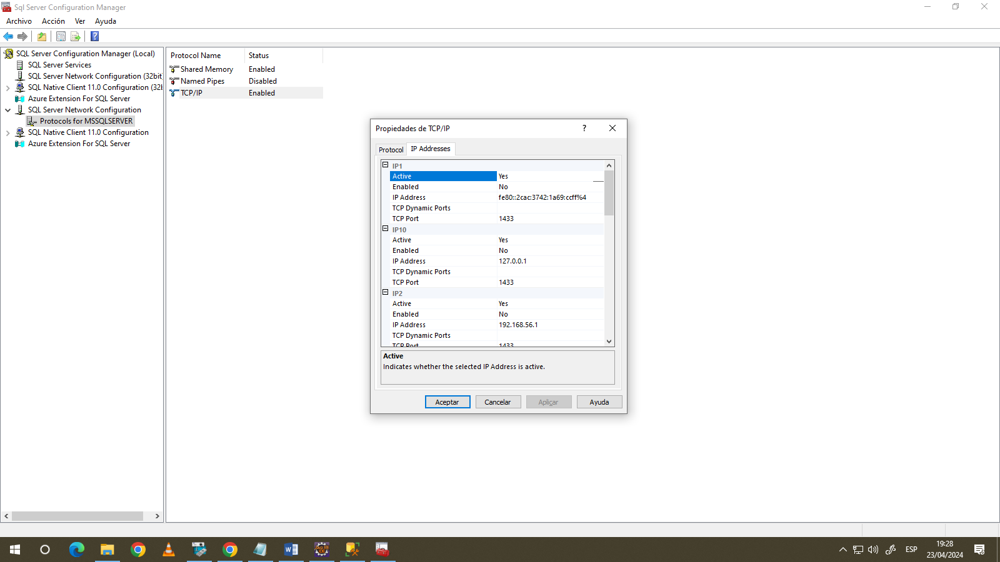 Sql Server Configuration Manager
Archivo Acción Ver Ayuda
SQL Server Configuration Manager (Local)
SQL Server Services
SQL Server Network Configuration (32bit
SQL Native Client 11.0 Configuration (32b
Azure Extension For SQL Server
SQL Server Network Configuration
Protocols for MSSQLSERVER
SQL Native Client 11.0 Configuration
Azure Extension For SQL Server
Protocol Name Status
Shared Memory Enabled
Named Pipes Disabled
TCP/IP Enabled
Propiedades de TCP/IP
Protocol IP Addresses
IP1
Active Yes
Enabled No
IP Address fe80::2cac:3742:1a69:ccff%4
TCP Dynamic Ports
TCP Port 1433
IP10
Active Yes
Enabled No
IP Address 127.0.0.1
TCP Dynamic Ports
TCP Port 1433
IP2
Active Yes
Enabled No
IP Address 192.168.56.1
TCP Dynamic Ports
TCP Port 1433
Active
Indicates whether the selected IP Address is active.
Aceptar Cancelar Aplicar Ayuda
ESP
19:28
23/04/2024